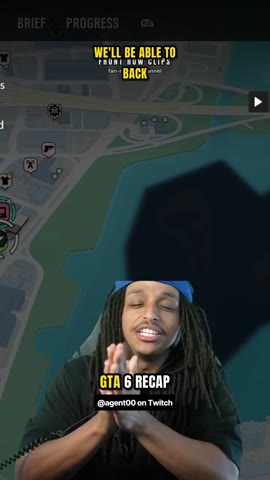 BRIEF PROGRESS
WE'LL BE ABLE TO
FRONT ROW CLIPS
BACK
s
d
GTA 6 RECAP
@agent00 on Twitch